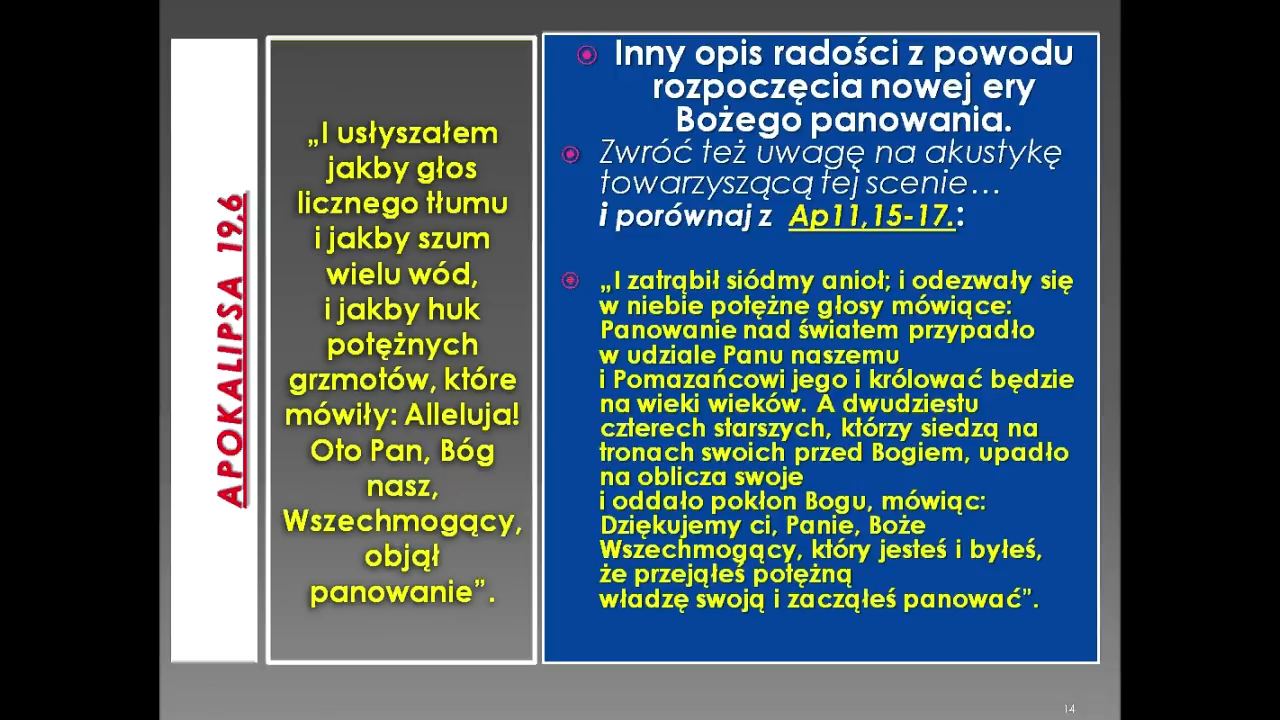 APOKALIPSA 19,6
„I usłyszałem
jakby głos
licznego tłumu
i jakby szum
wielu wód,
i jakby huk
potężnych
grzmotów, które
mówiły: Alleluja!
Oto Pan, Bóg
nasz,
Wszechmogący,
objął
panowanie”.
Inny opis radości z powodu
rozpoczęcia nowej ery
Bożego panowania.
Zwróć też uwagę na akustykę
towarzyszącą tej scenie…
i porównaj z Ap11,15-17.:
„I zatrąbił siódmy anioł; i odezwały się
w niebie potężne głosy mówiące:
Panowanie nad światem przypadło
w udziale Panu naszemu
i Pomazańcowi jego i królować będzie
na wieki wieków. A dwudziestu
czterech starszych, którzy siedzą na
tronach swoich przed Bogiem, upadło
na oblicza swoje
i oddało pokłon Bogu, mówiąc:
Dziękujemy ci, Panie, Boże
Wszechmogący, który jesteś i byłeś,
że przejąłeś potężną
władzę swoją i zacząłeś panować”.
14